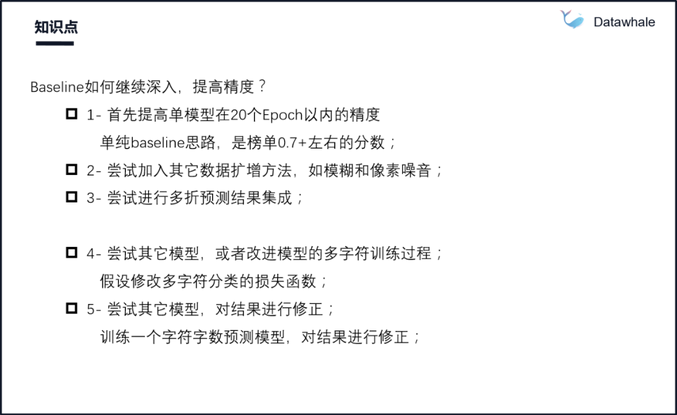 知识点
Datawhale
Baseline如何继续深入，提高精度？
1- 首先提高单模型在20个Epoch以内的精度
单纯baseline思路，是榜单0.7+左右的分数；
2- 尝试加入其它数据扩增方法，如模糊和像素噪音；
3- 尝试进行多折预测结果集成；
4- 尝试其它模型，或者改进模型的多字符训练过程；
假设修改多字符分类的损失函数；
5- 尝试其它模型，对结果进行修正；
训练一个字符字数预测模型，对结果进行修正；